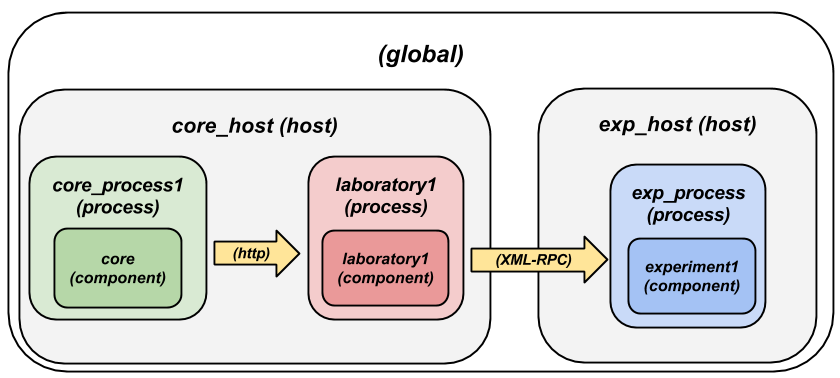 (global)
core_host (host)
exp_host (host)
core_process1
(process)
core
(component)
(http)
laboratory1
(process)
laboratory1
(component)
(XML-RPC)
exp_process
(process)
experiment1
(component)